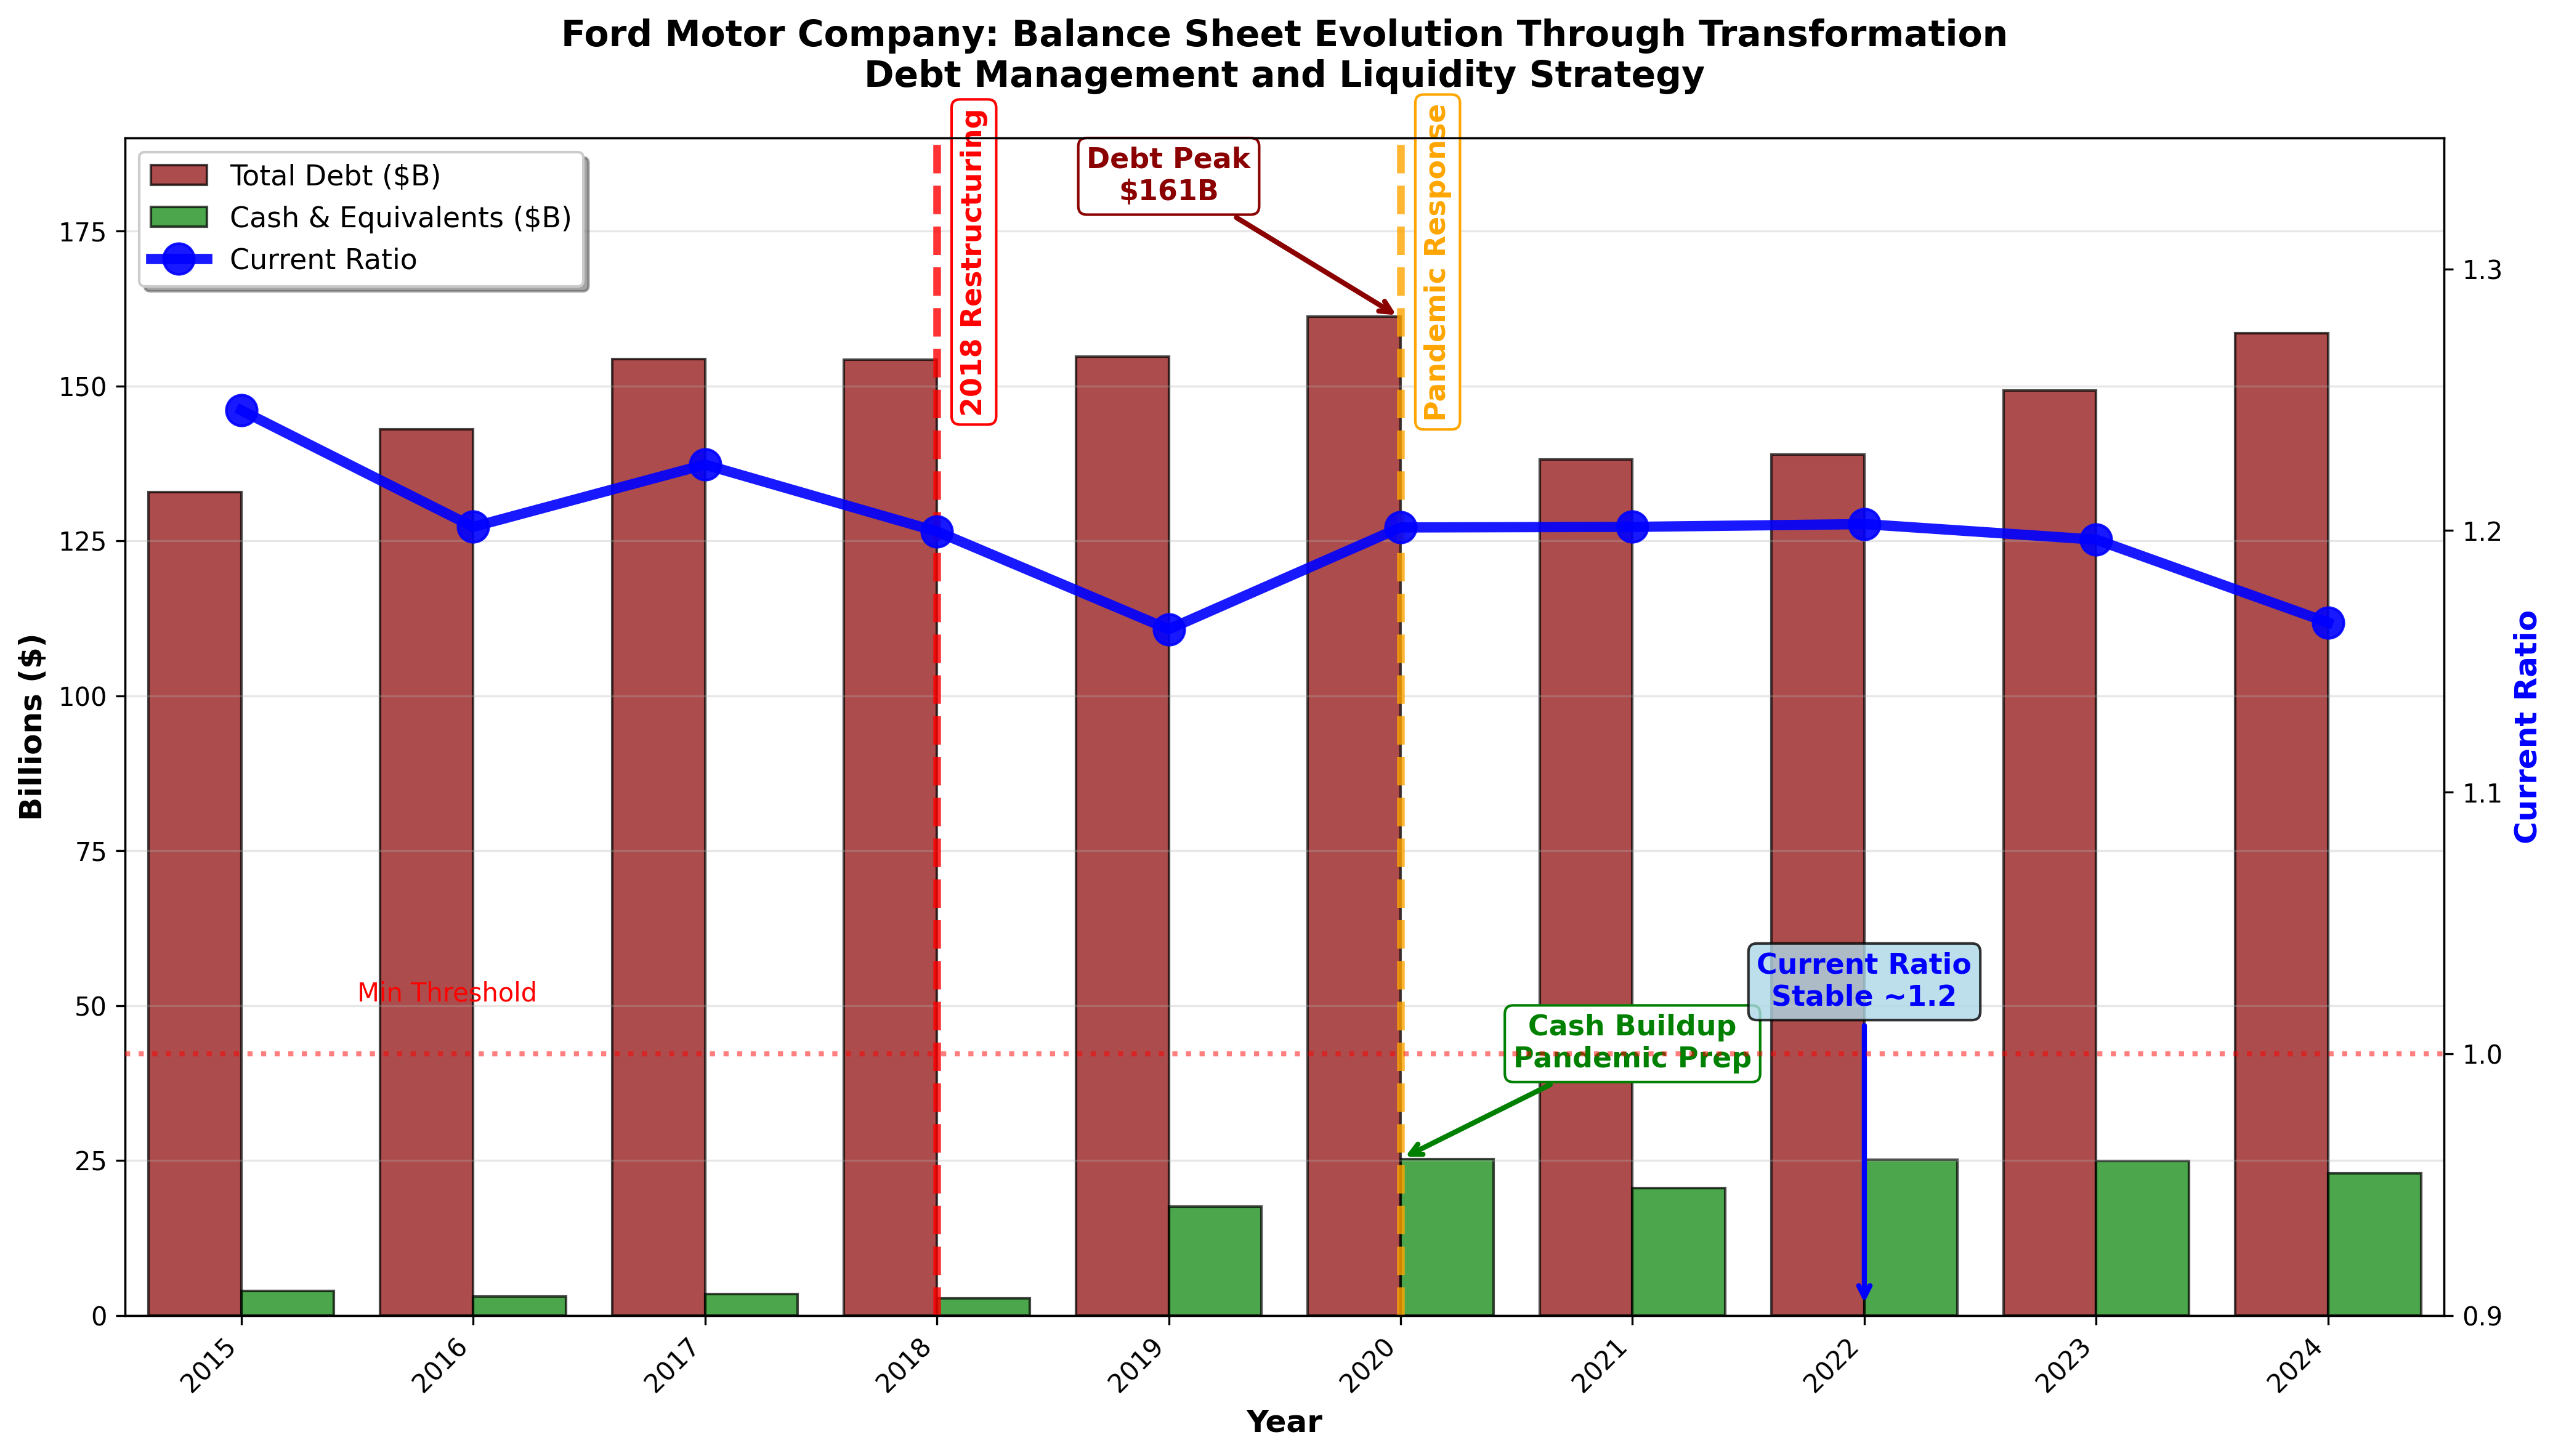 Ford Motor Company: Balance Sheet Evolution Through Transformation
Debt Management and Liquidity Strategy
Total Debt ($B)
Cash & Equivalents ($B)
Current Ratio
2018 Restructuring
Debt Peak
$161B
Pandemic Response
Min Threshold
Cash Buildup
Pandemic Prep
Current Ratio
Stable ~1.2
Billions ($)
175
150
125
100
75
50
25
0
Current Ratio
1.3
1.2
1.1
1.0
0.9
2015
2016
2017
2018
2019
2020
2021
2022
2023
2024
Year